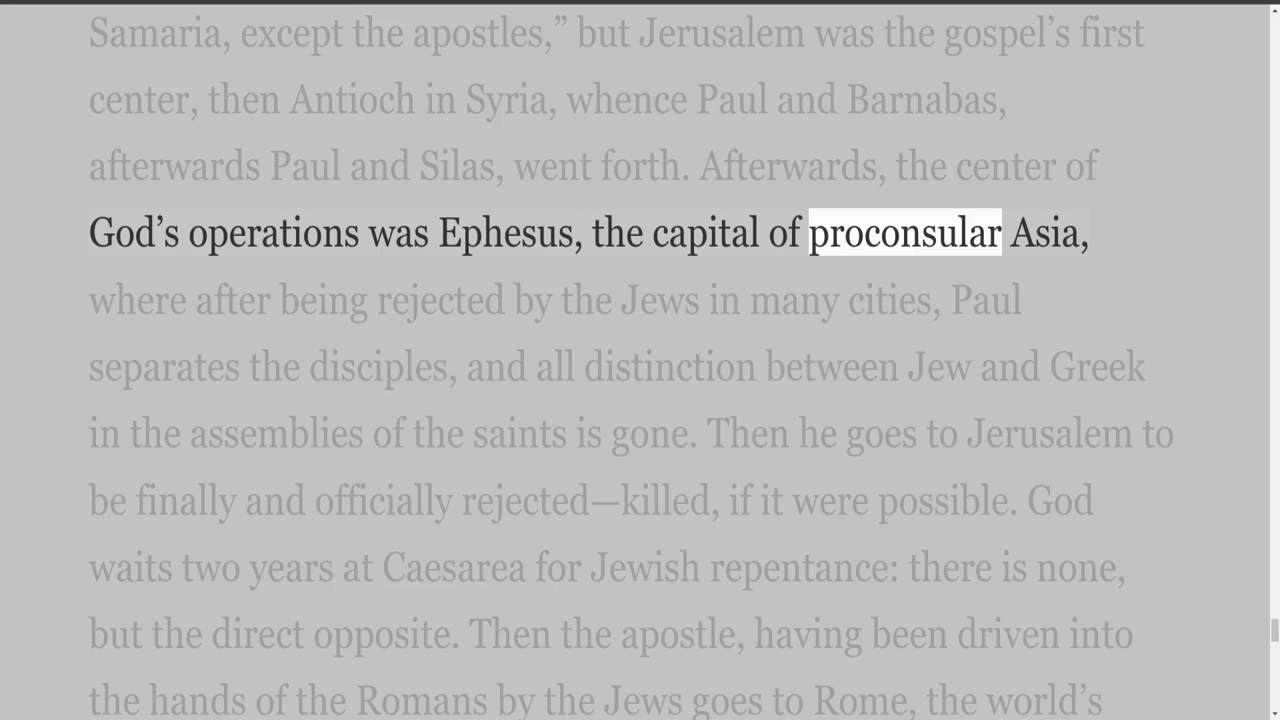 Samaria, except the apostles,” but Jerusalem was the gospel’s first
center, then Antioch in Syria, whence Paul and Barnabas,
afterwards Paul and Silas, went forth. Afterwards, the center of
God’s operations was Ephesus, the capital of proconsular Asia,
where after being rejected by the Jews in many cities, Paul
separates the disciples, and all distinction between Jew and Greek
in the assemblies of the saints is gone. Then he goes to Jerusalem to
be finally and officially rejected—killed, if it were possible. God
waits two years at Caesarea for Jewish repentance: there is none,
but the direct opposite. Then the apostle, having been driven into
the hands of the Romans by the Jews goes to Rome, the world’s